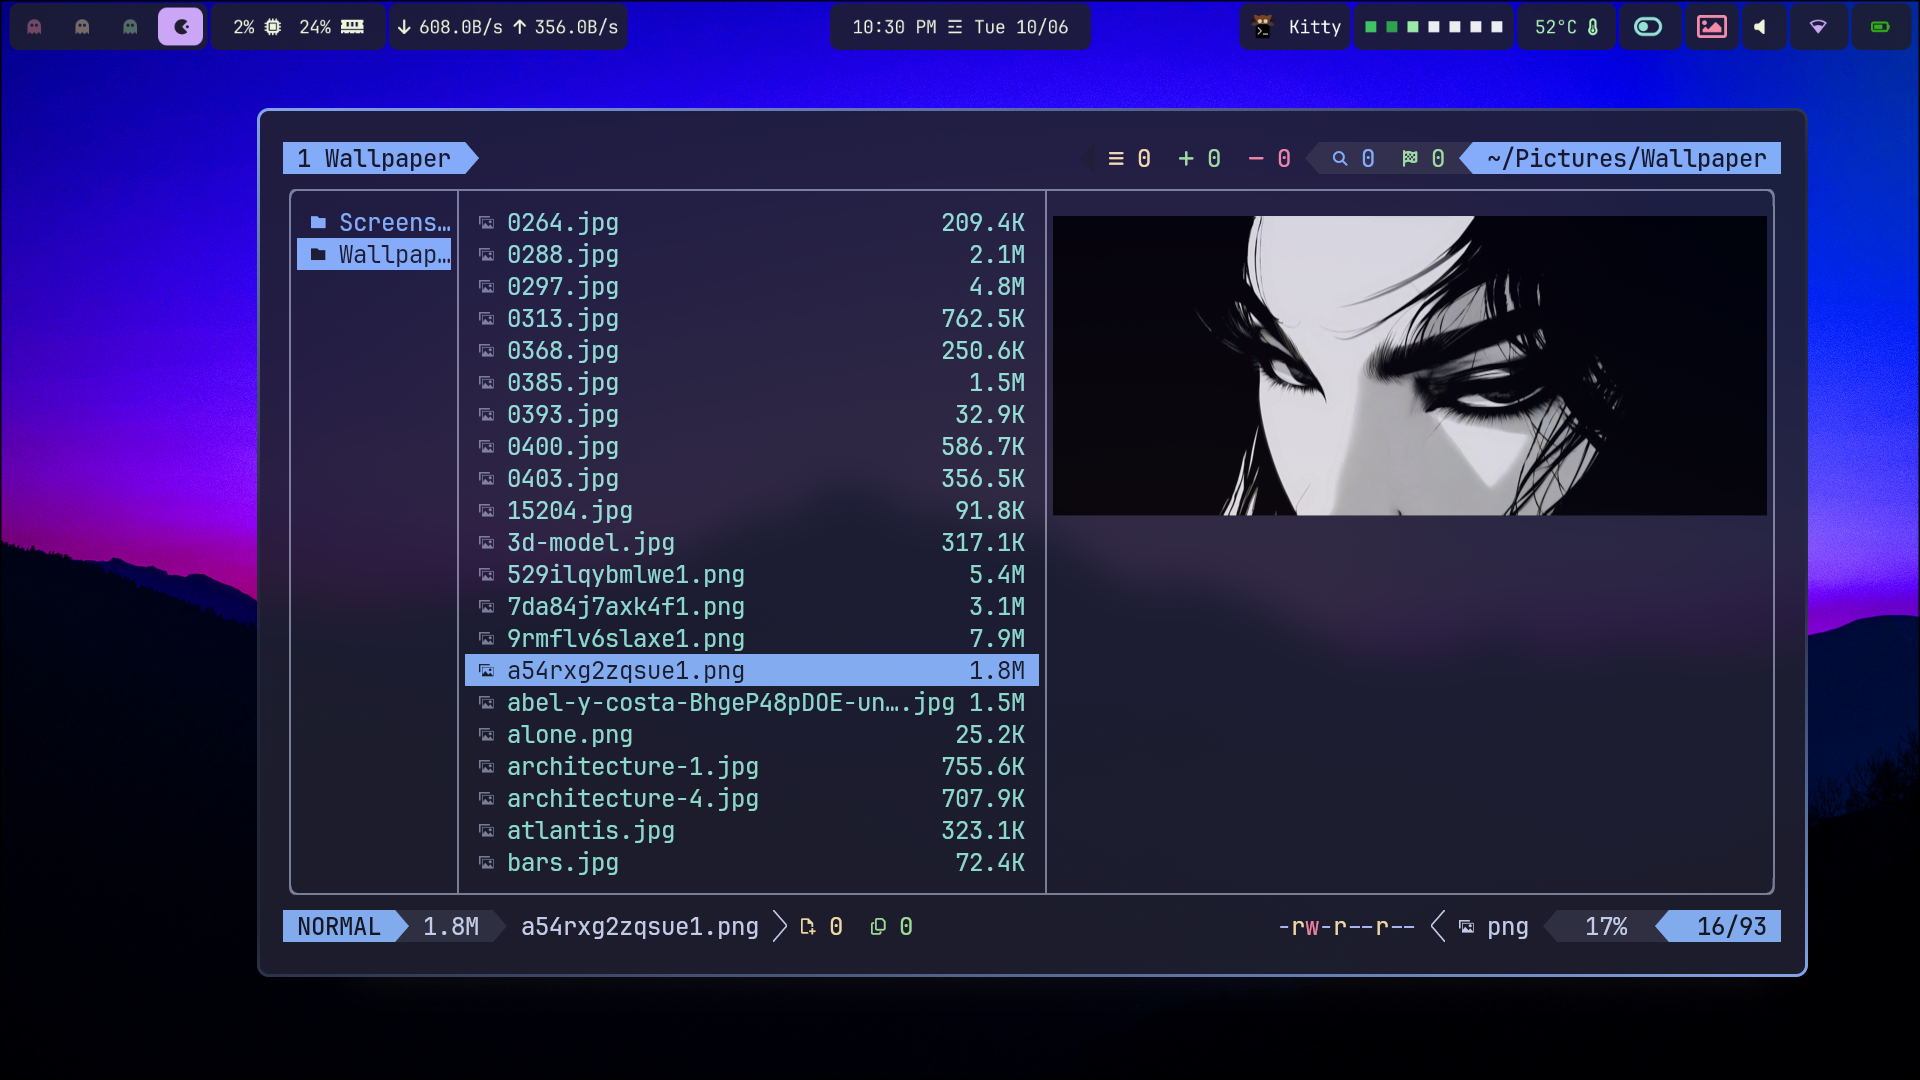 2% 24% 608.0B/s 356.0B/s 10:30 PM Tue 10/06 Kitty 52°C
1 Wallpaper 0 0 0 0 0 ~/Pictures/Wallpaper
Screens…
Wallpap…
0264.jpg 209.4K
0288.jpg 2.1M
0297.jpg 4.8M
0313.jpg 762.5K
0368.jpg 250.6K
0385.jpg 1.5M
0393.jpg 32.9K
0400.jpg 586.7K
0403.jpg 356.5K
15204.jpg 91.8K
3d-model.jpg 317.1K
529ilqybmlwe1.png 5.4M
7da84j7axk4f1.png 3.1M
9rmflv6slaxe1.png 7.9M
a54rxg2zqsue1.png 1.8M
abel-y-costa-BhgeP48pDOE-un….jpg 1.5M
alone.png 25.2K
architecture-1.jpg 755.6K
architecture-4.jpg 707.9K
atlantis.jpg 323.1K
bars.jpg 72.4K
NORMAL 1.8M a54rxg2zqsue1.png 0 0 -rw-r--r-- png 17% 16/93